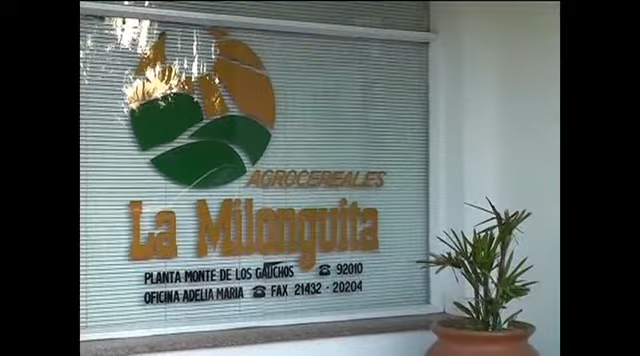 AGROCEREALES
La Milonguita
PLANTA MONTE DE LOS GAUCHOS ☎ 92010
OFICINA ADELIA MARIA ☎ FAX 21432 - 20204